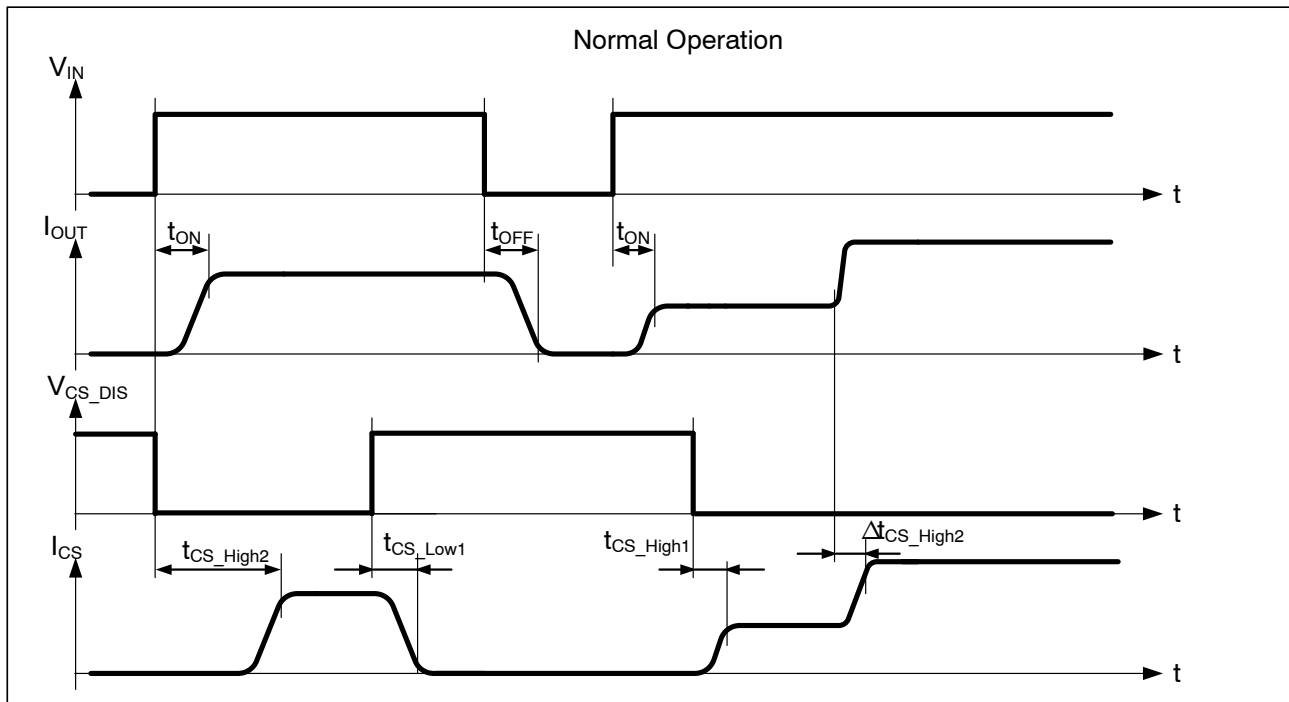 Normal Operation
VIN
t
IOUT
tON
tOFF
tON
t
VCS_DIS
t
ICS
tCS_High2
tCS_Low1
tCS_High1
ΔtCS_High2
t